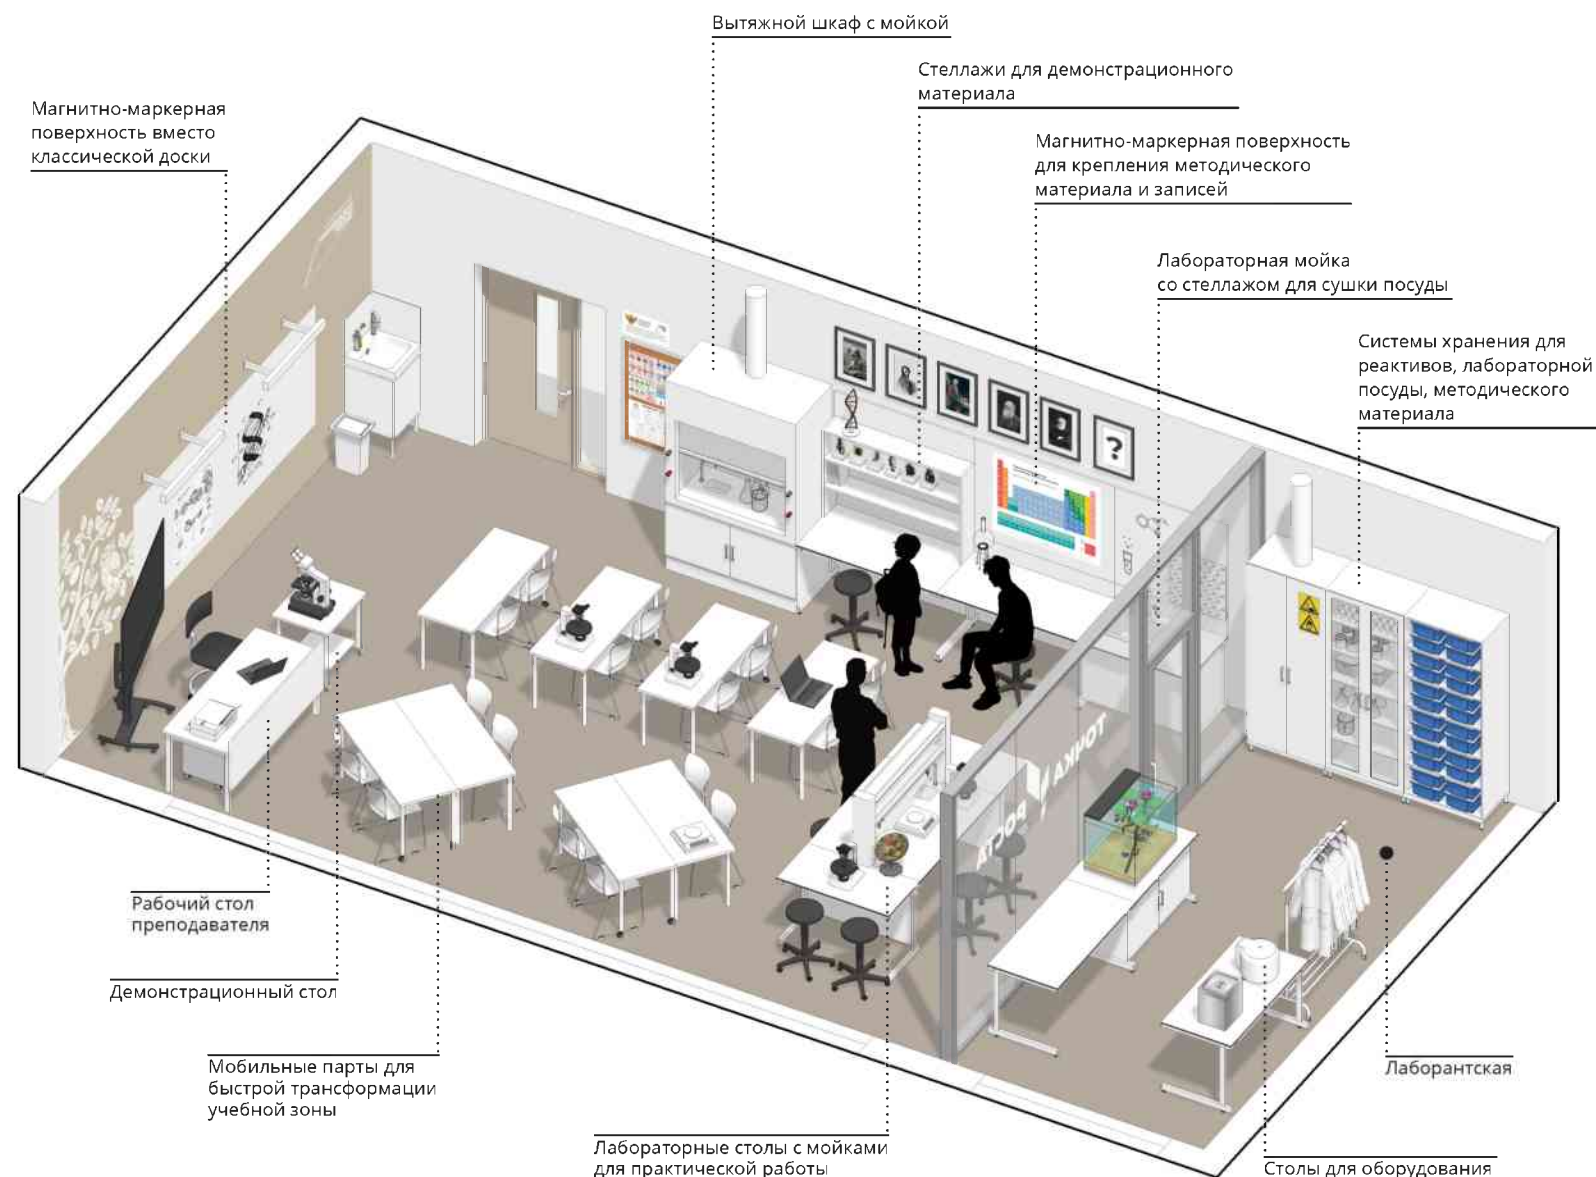 Вытяжной шкаф с мойкой
Стеллажи для демонстрационного
материала
Магнитно-маркерная
поверхность вместо
классической доски
Магнитно-маркерная поверхность
для крепления методического
материала и записей
Лабораторная мойка
со стеллажом для сушки посуды
Системы хранения для
реактивов, лабораторной
посуды, методического
материала
?
ТОЧКА
РОСТА
Рабочий стол
преподавателя
Демонстрационный стол
Мобильные парты для
быстрой трансформации
учебной зоны
Лабораторные столы с мойками
для практической работы
Лаборантская
Столы для оборудования